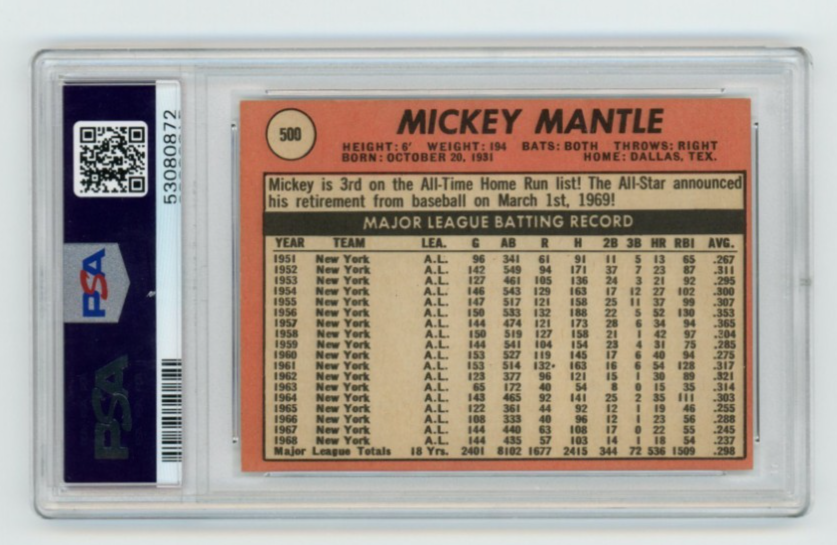 53080872
PSA
PSA
500
MICKEY MANTLE
HEIGHT: 6' WEIGHT: 194 BATS: BOTH THROWS: RIGHT
BORN: OCTOBER 20, 1931 HOME: DALLAS, TEX.
Mickey is 3rd on the All-Time Home Run list! The All-Star announced
his retirement from baseball on March 1st, 1969!
MAJOR LEAGUE BATTING RECORD
YEAR TEAM LEA. G AB R H 2B 3B HR RBI AVG.
1951 New York A.L. 96 341 61 91 11 5 13 65 .267
1952 New York A.L. 142 549 94 171 37 7 23 87 .311
1953 New York A.L. 127 461 105 136 24 3 21 92 .295
1954 New York A.L. 146 543 129 163 17 12 27 102 .300
1955 New York A.L. 147 517 121 158 25 11 37 99 .307
1956 New York A.L. 150 533 132 188 22 5 52 130 .353
1957 New York A.L. 144 474 121 173 28 6 34 94 .365
1958 New York A.L. 150 519 127 158 21 1 42 97 .304
1959 New York A.L. 144 541 104 154 23 4 31 75 .285
1960 New York A.L. 153 527 119 145 17 6 40 94 .275
1961 New York A.L. 153 514 132• 163 16 6 54 128 .317
1962 New York A.L. 123 377 96 121 15 1 30 89 .321
1963 New York A.L. 65 172 40 54 8 0 15 35 .314
1964 New York A.L. 143 465 92 141 25 2 35 111 .303
1965 New York A.L. 122 361 44 92 12 1 19 46 .255
1966 New York A.L. 108 333 40 96 12 1 23 56 .288
1967 New York A.L. 144 440 63 108 17 0 22 55 .245
1968 New York A.L. 144 435 57 103 14 1 18 54 .237
Major League Totals 18 Yrs. 2401 8102 1677 2415 344 72 536 1509 .298